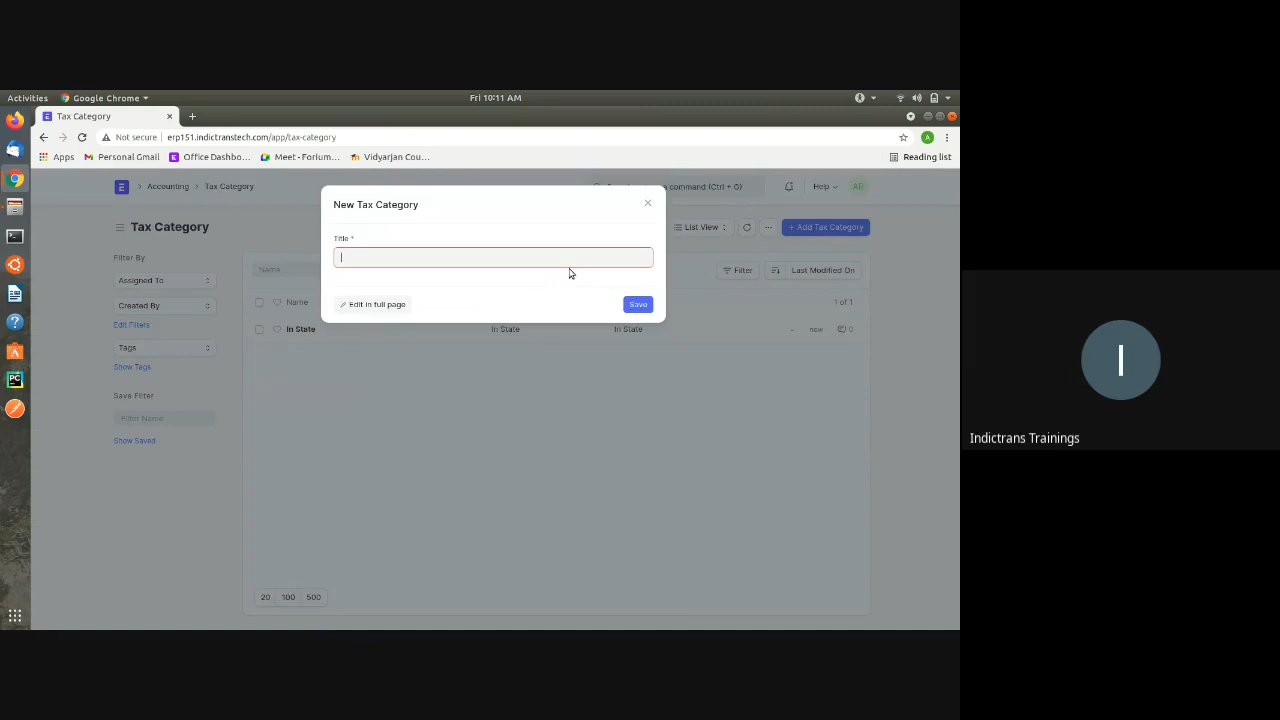 Activities Google Chrome Fri 10:11 AM
Tax Category
Not secure erp151.indictranstech.com/app/tax-category
Apps Personal Gmail Office Dashbo... Meet - Forium... Vidyarjan Cou... Reading list
E Accounting Tax Category command (Ctrl + G) Help AR
Tax Category List View + Add Tax Category
New Tax Category
Title *
Edit in full page Save
Filter By
Assigned To
Created By
Edit Filters
Tags
Show Tags
Save Filter
Filter Name
Show Saved
Name Filter Last Modified On
Name 1 of 1
In State In State In State - new 0
20 100 500
I
Indictrans Trainings